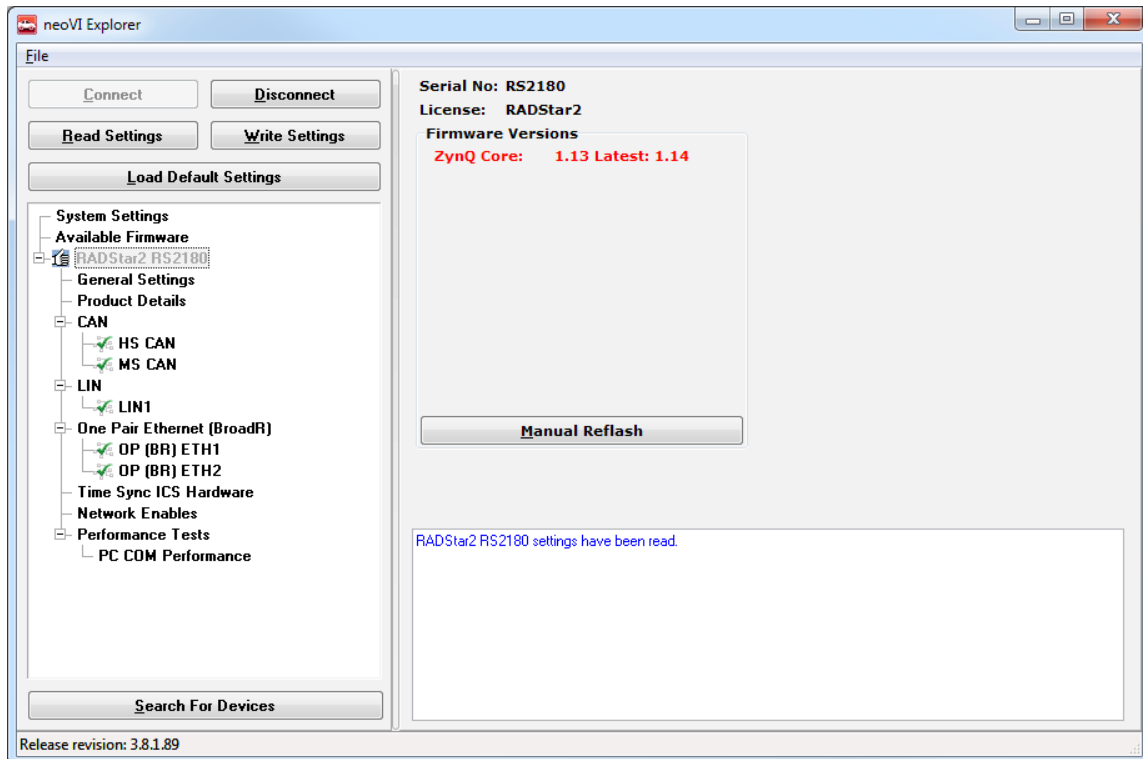 neoVI Explorer
File
Connect Disconnect
Read Settings Write Settings
Load Default Settings
System Settings
Available Firmware
RADStar2 RS2180
General Settings
Product Details
CAN
HS CAN
MS CAN
LIN
LIN1
One Pair Ethernet (BroadR)
OP (BR) ETH1
OP (BR) ETH2
Time Sync ICS Hardware
Network Enables
Performance Tests
PC COM Performance
Search For Devices
Serial No: RS2180
License: RADStar2
Firmware Versions
ZynQ Core: 1.13 Latest: 1.14
Manual Reflash
RADStar2 RS2180 settings have been read.
Release revision: 3.8.1.89